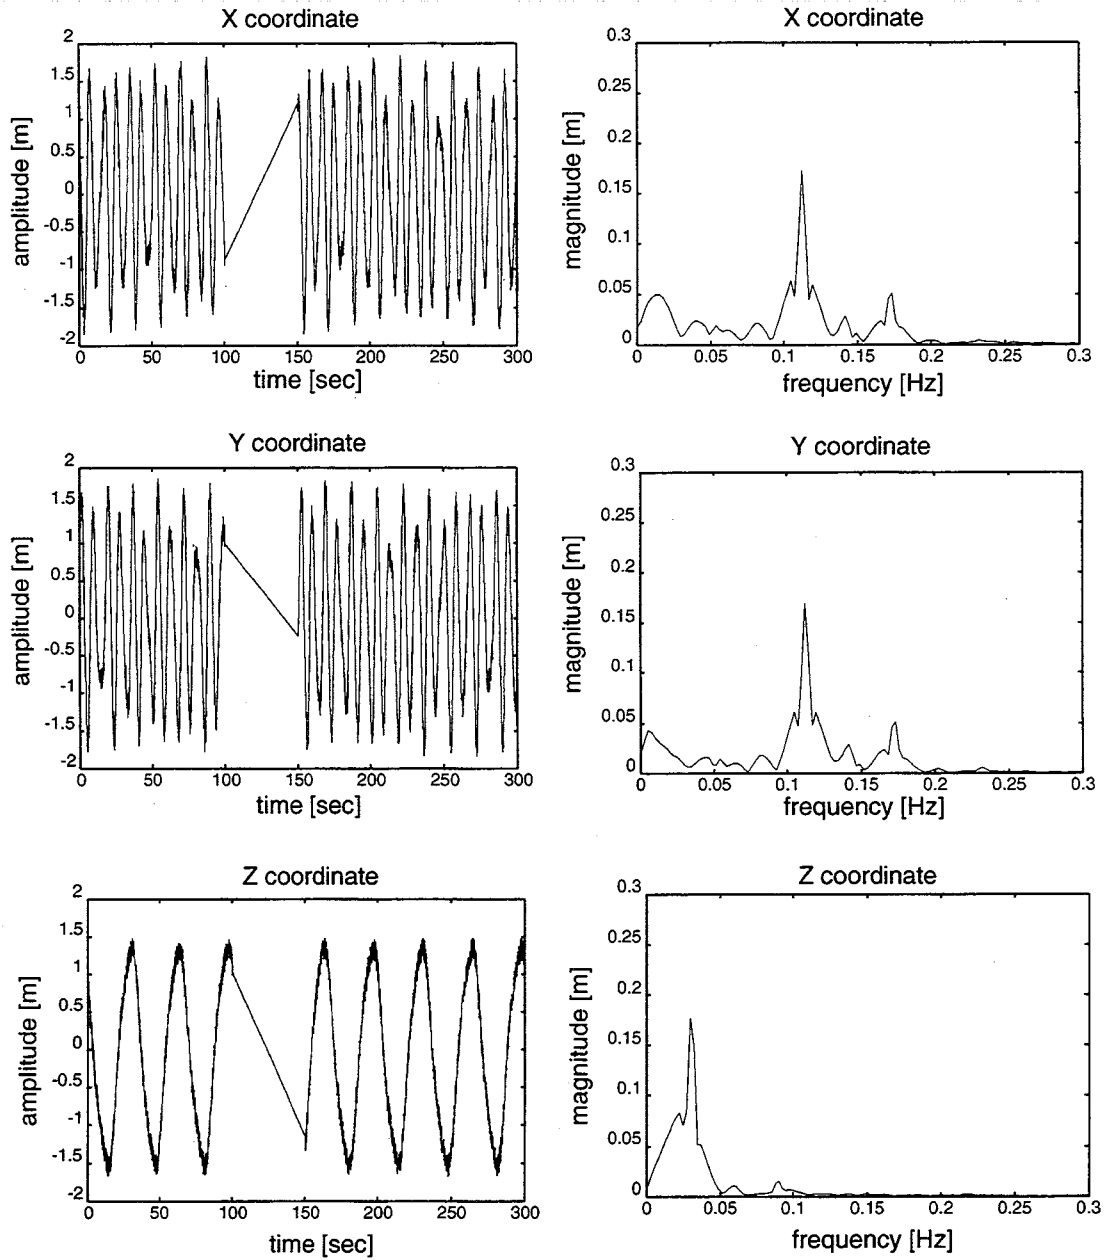 X coordinate
2
1.5
1
0.5
0
-0.5
-1
-1.5
-2
amplitude [m]
0 50 100 150 200 250 300
time [sec]
X coordinate
0.3
0.25
0.2
0.15
0.1
0.05
0
magnitude [m]
0 0.05 0.1 0.15 0.2 0.25 0.3
frequency [Hz]
Y coordinate
2
1.5
1
0.5
0
-0.5
-1
-1.5
-2
amplitude [m]
0 50 100 150 200 250 300
time [sec]
Y coordinate
0.3
0.25
0.2
0.15
0.1
0.05
0
magnitude [m]
0 0.05 0.1 0.15 0.2 0.25 0.3
frequency [Hz]
Z coordinate
2
1.5
1
0.5
0
-0.5
-1
-1.5
-2
amplitude [m]
0 50 100 150 200 250 300
time [sec]
Z coordinate
0.3
0.25
0.2
0.15
0.1
0.05
0
magnitude [m]
0 0.05 0.1 0.15 0.2 0.25 0.3
frequency [Hz]